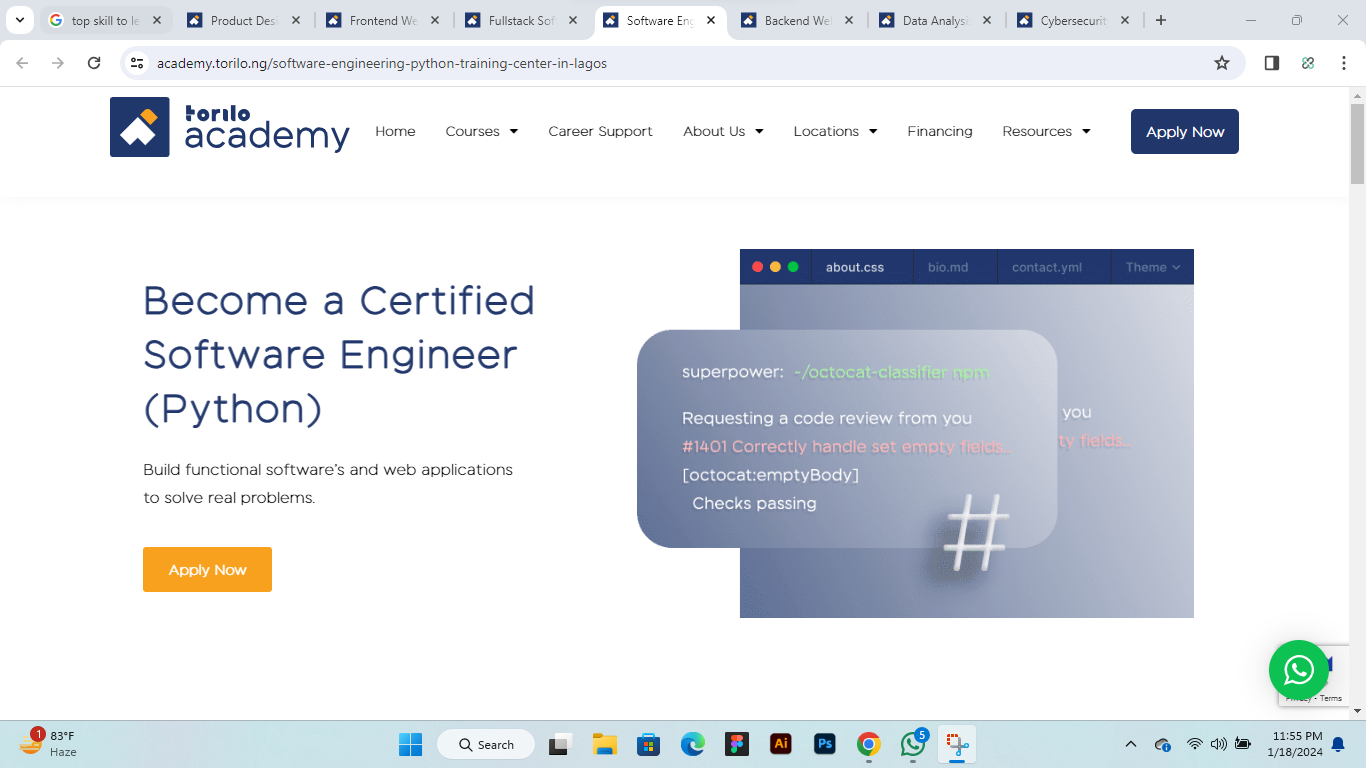 top skill to le
Product Desi
Frontend We
Fullstack Sof
Software Eng
Backend Wel
Data Analysi
Cybersecurit
academy.torilo.ng/software-engineering-python-training-center-in-lagos
torilo
academy
Home
Courses
Career Support
About Us
Locations
Financing
Resources
Apply Now
about.css
bio.md
contact.yml
Theme
Become a Certified
Software Engineer
(Python)
Build functional software's and web applications
to solve real problems.
Apply Now
superpower: ~/octocat-classifier npm
Requesting a code review from you
#1401 Correctly handle set empty fields...
[octocat:emptyBody]
Checks passing
#
you
ty fields...
Privacy - Terms
1
83°F
Haze
Search
Ai
Ps
5
11:55 PM
1/18/2024